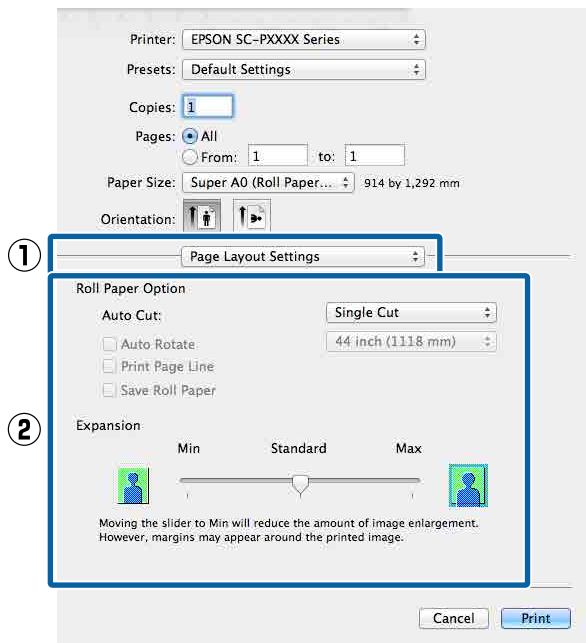 Printer: EPSON SC-PXXXX Series
Presets: Default Settings
Copies: 1
Pages: All
From: 1 to: 1
Paper Size: Super A0 (Roll Paper... 914 by 1,292 mm
Orientation:
① Page Layout Settings
Roll Paper Option
Auto Cut: Single Cut
Auto Rotate 44 inch (1118 mm)
Print Page Line
Save Roll Paper
②
Expansion
Min Standard Max
Moving the slider to Min will reduce the amount of image enlargement.
However, margins may appear around the printed image.
Cancel Print